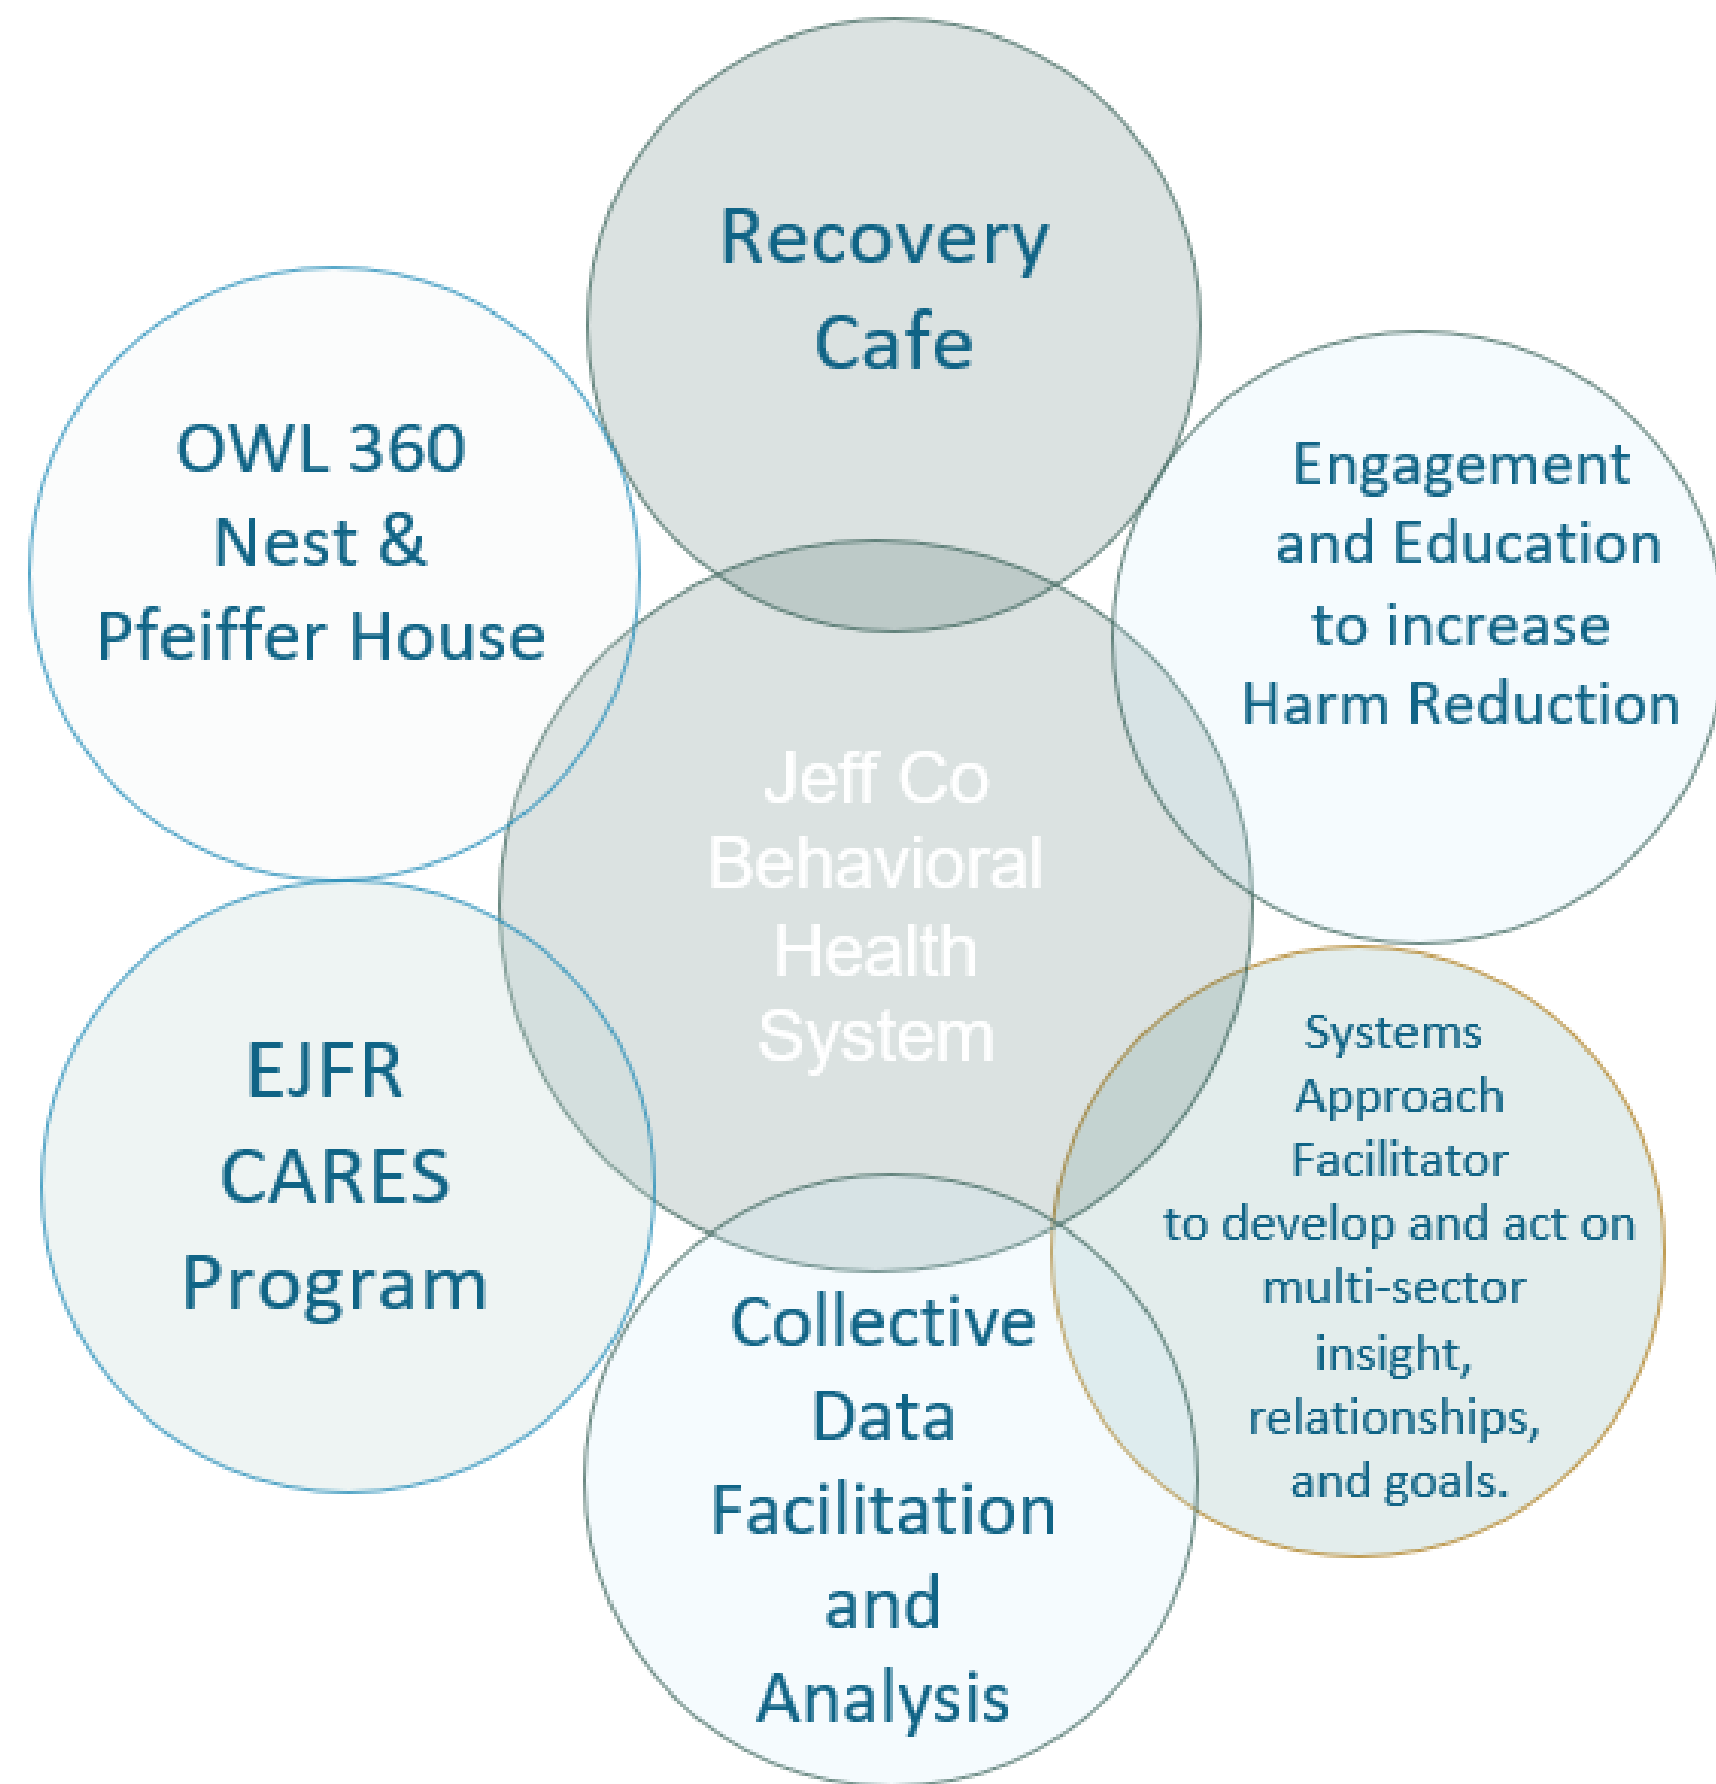 Recovery
Cafe
OWL 360
Nest &
Pfeiffer House
Engagement
and Education
to increase
Harm Reduction
Jeff Co
Behavioral
Health
System
EJFR
CARES
Program
Systems
Approach
Facilitator
to develop and act on
multi-sector
insight,
relationships,
and goals.
Collective
Data
Facilitation
and
Analysis